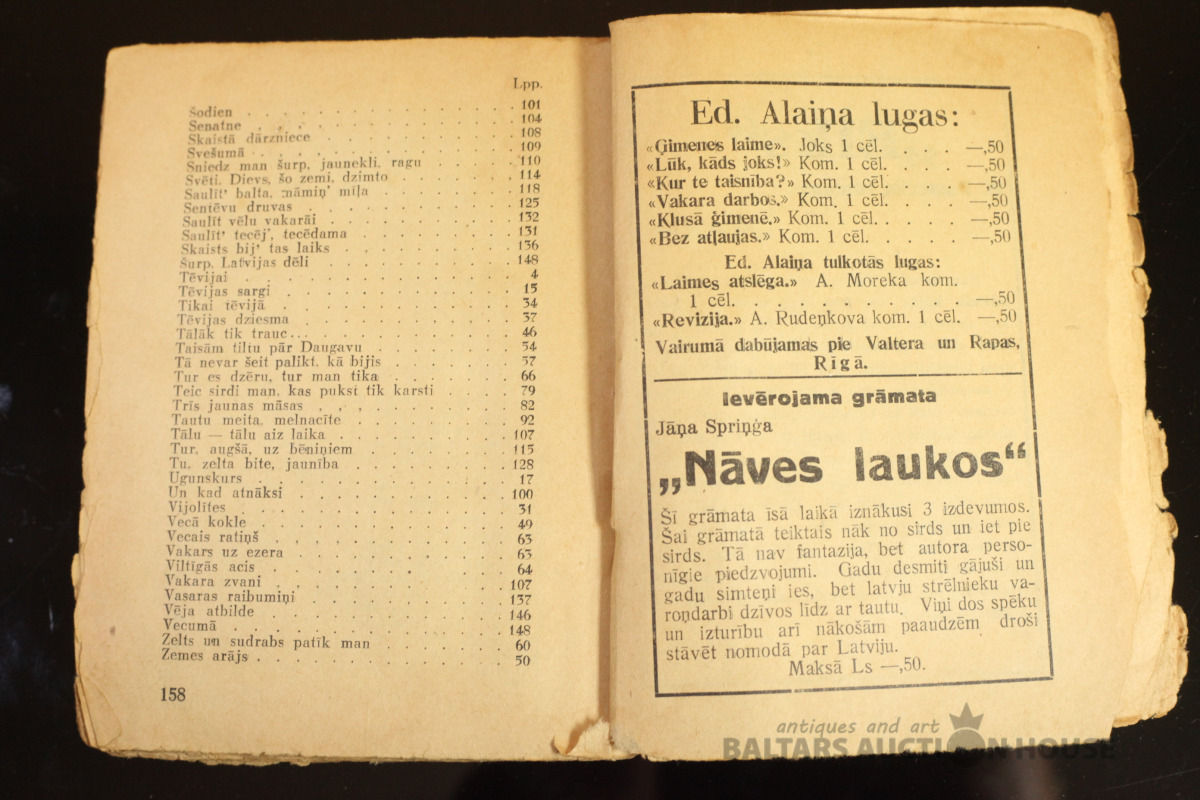 Lpp.
Šodien 101
Senatne 104
Skaistā dārzniece 108
Svešumā 109
Sniedz man šurp, jaunekli, ragu 110
Svētī, Dievs, šo zemi, dzimto 114
Saulīt' balta, māmiņ' mīļa 118
Sentēvu druvas 125
Saulīt vēlu vakarāi 132
Saulīt' tecēj', tecēdama 131
Skaists bij' tas laiks 136
Šurp, Latvijas dēli 148
Tēvijai 4
Tēvijas sargi 15
Tikai tēvijā 34
Tēvijas dziesma 37
Tālāk tik trauc... 46
Taisām tiltu pār Daugavu 54
Tā nevar šeit palikt, kā bijis 57
Tur es dzēru, tur man tika 66
Teic sirdi man, kas pukst tik karsti 79
Trīs jaunas māsas 82
Tautu meita, melnacīte 92
Tālu — tālu aiz laika 107
Tur, augšā, uz bēniņiem 115
Tu, zelta bite, jaunība 128
Ugunskurs 17
Un kad atnāksi 100
Vijolītes 31
Vecā kokle 49
Vecais ratiņš 63
Vakars uz ezera 63
Viltīgās acis 64
Vakara zvani 107
Vasaras raibumiņi 137
Vēja atbilde 146
Vecumā 148
Zelts un sudrabs patīk man 60
Zemes arājs 50
158
Ed. Alaiņa lugas:
«Ģimenes laime». Joks 1 cēl. . . . . —,50
«Lūk, kāds joks!» Kom. 1 cēl. . . . . —,50
«Kur te taisnība?» Kom. 1 cēl. . . . . —,50
«Vakara darbos.» Kom. 1 cēl. . . . . —,50
«Klusā ģimenē.» Kom. 1 cēl. . . . . —,50
«Bez atļaujas.» Kom. 1 cēl. . . . . . —,50
Ed. Alaiņa tulkotās lugas:
«Laimes atslēga.» A. Moreka kom.
1 cēl. . . . . . . . . . . . —,50
«Revizija.» A. Rudeņkova kom. 1 cēl. —,50
Vairumā dabūjamas pie Valtera un Rapas,
Rīgā.
Ievērojama grāmata
Jāņa Spriņģa
„Nāves laukos“
Šī grāmata īsā laikā iznākusi 3 izdevumos.
Šai grāmatā teiktais nāk no sirds un iet pie
sirds. Tā nav fantazija, bet autora perso-
nīgie piedzvojumi. Gadu desmiti gājuši un
gadu simteņi ies, bet latvju strēlnieku va-
roņdarbi dzīvos līdz ar tautu. Viņi dos spēku
un izturību arī nākošām paaudzēm droši
stāvēt nomodā par Latviju.
Maksā Ls —,50.
antiques and art
BALTARS AUCTION HOUSE